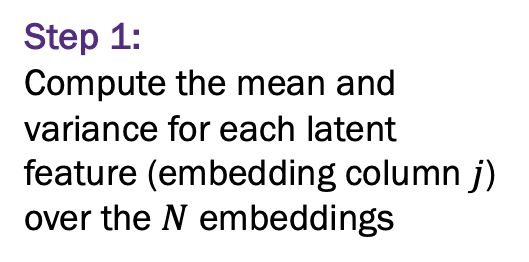 Step 1:
Compute the mean and
variance for each latent
feature (embedding column j)
over the N embeddings